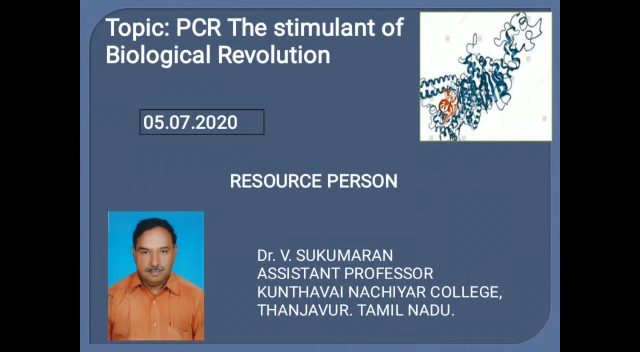 Topic: PCR The stimulant of
Biological Revolution
05.07.2020
RESOURCE PERSON
Dr. V. SUKUMARAN
ASSISTANT PROFESSOR
KUNTHAVAI NACHIYAR COLLEGE,
THANJAVUR. TAMIL NADU.